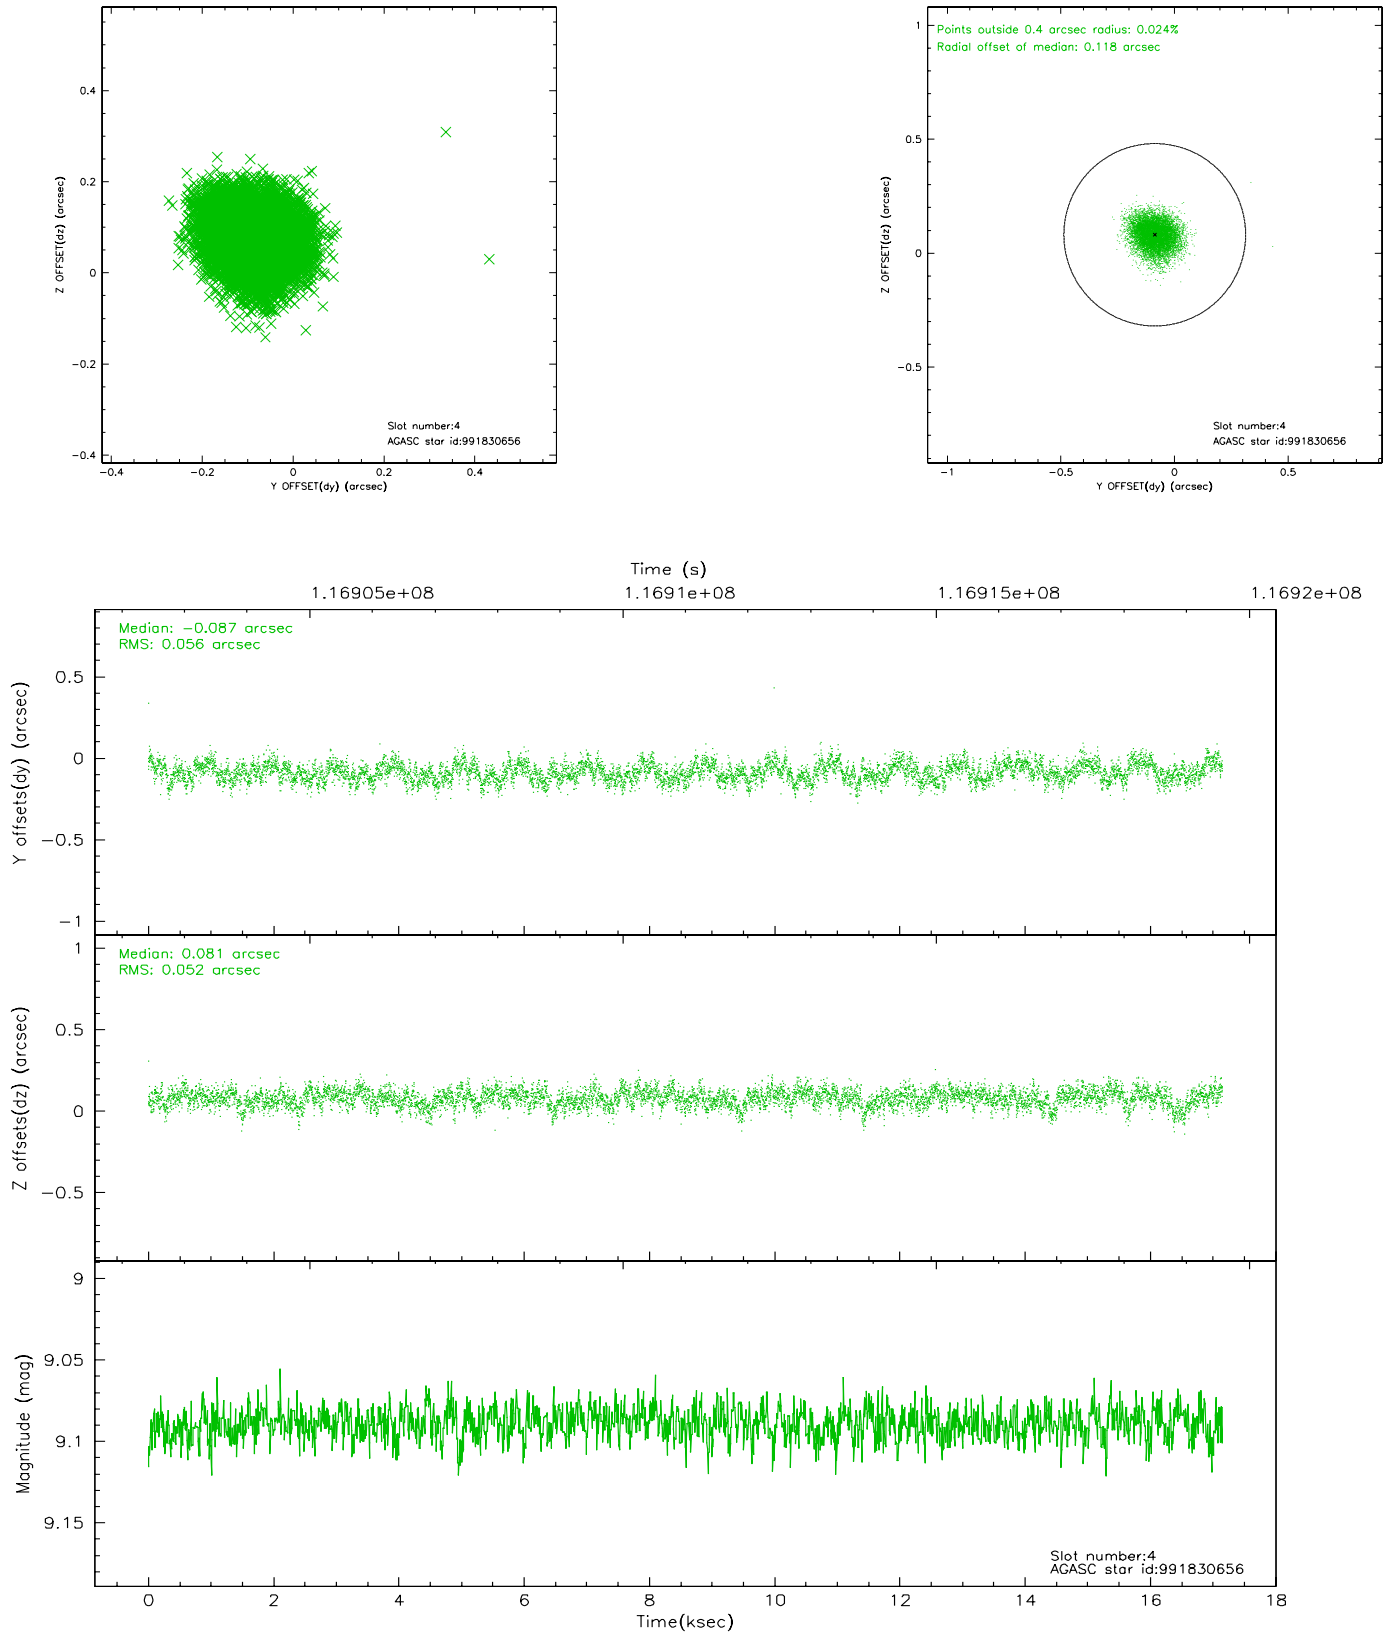 0.4
0.2
0
−0.2
−0.4
−0.4
−0.2
0
0.2
0.4
Z OFFSET(dz) (arcsec)
Y OFFSET(dy) (arcsec)
Slot number:4
AGASC star id:991830656
Points outside 0.4 arcsec radius: 0.024%
Radial offset of median: 0.118 arcsec
1
0.5
0
−0.5
−1
−0.5
0
0.5
Z OFFSET(dz) (arcsec)
Y OFFSET(dy) (arcsec)
Slot number:4
AGASC star id:991830656
Time (s)
1.16905e+08
1.1691e+08
1.16915e+08
1.1692e+08
Median: −0.087 arcsec
RMS: 0.056 arcsec
0.5
0
−0.5
−1
Y offsets(dy) (arcsec)
Median: 0.081 arcsec
RMS: 0.052 arcsec
1
0.5
0
−0.5
Z offsets(dz) (arcsec)
9
9.05
9.1
9.15
Magnitude (mag)
Slot number:4
AGASC star id:991830656
0
2
4
6
8
10
12
14
16
18
Time(ksec)